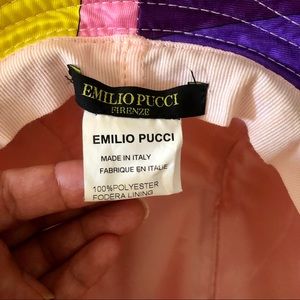 EMILIO PUCCI
FIRENZE
EMILIO PUCCI
MADE IN ITALY
FABRIQUE EN ITALIE
100%POLYESTER
FODERA LINING